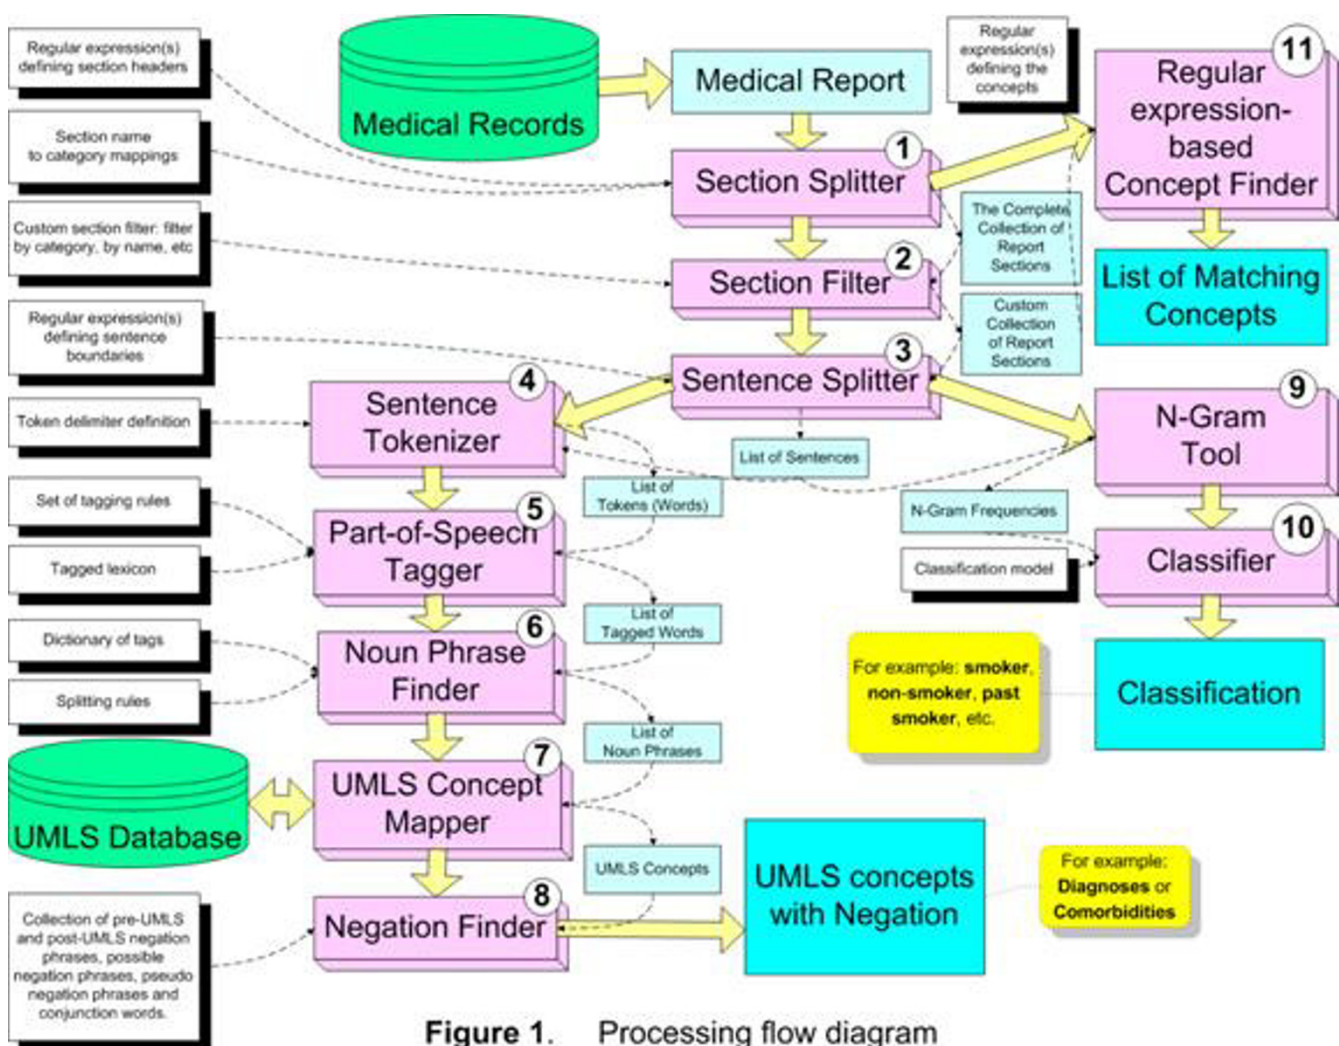 Regular expression(s)
defining section headers
Section name
to category mappings
Custom section filter: filter
by category, by name, etc
Regular expression(s)
defining sentence
boundaries
Token delimiter definition
Set of tagging rules
Tagged lexicon
Dictionary of tags
Splitting rules
UMLS Database
Collection of pre-UMLS
and post-UMLS negation
phrases, possible
negation phrases, pseudo
negation phrases and
conjunction words.
Medical Records
Medical Report
1
Section Splitter
2
Section Filter
3
Sentence Splitter
The Complete
Collection of
Report
Sections
Custom
Collection
of Report
Sections
List of Sentences
4
Sentence
Tokenizer
List of
Tokens (Words)
5
Part-of-Speech
Tagger
List of
Tagged Words
6
Noun Phrase
Finder
List of
Noun Phrases
7
UMLS Concept
Mapper
UMLS Concepts
8
Negation Finder
UMLS concepts
with Negation
For example:
Diagnoses or
Comorbidities
Regular
expression(s)
defining the
concepts
11
Regular
expression-
based
Concept Finder
List of Matching
Concepts
9
N-Gram
Tool
N-Gram Frequencies
Classification model
10
Classifier
Classification
For example: smoker,
non-smoker, past
smoker, etc.
Figure 1. Processing flow diagram